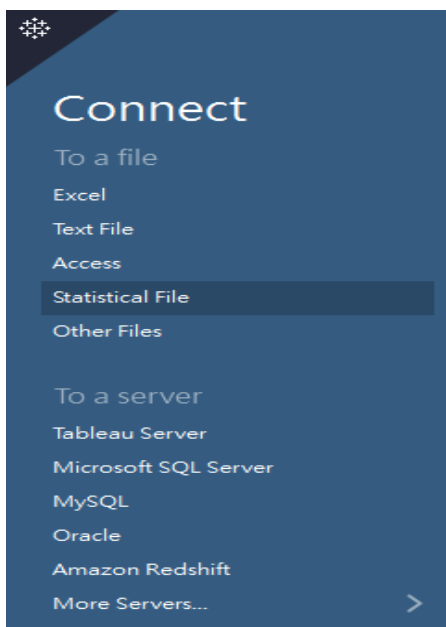 Connect
To a file
Excel
Text File
Access
Statistical File
Other Files
To a server
Tableau Server
Microsoft SQL Server
MySQL
Oracle
Amazon Redshift
More Servers...